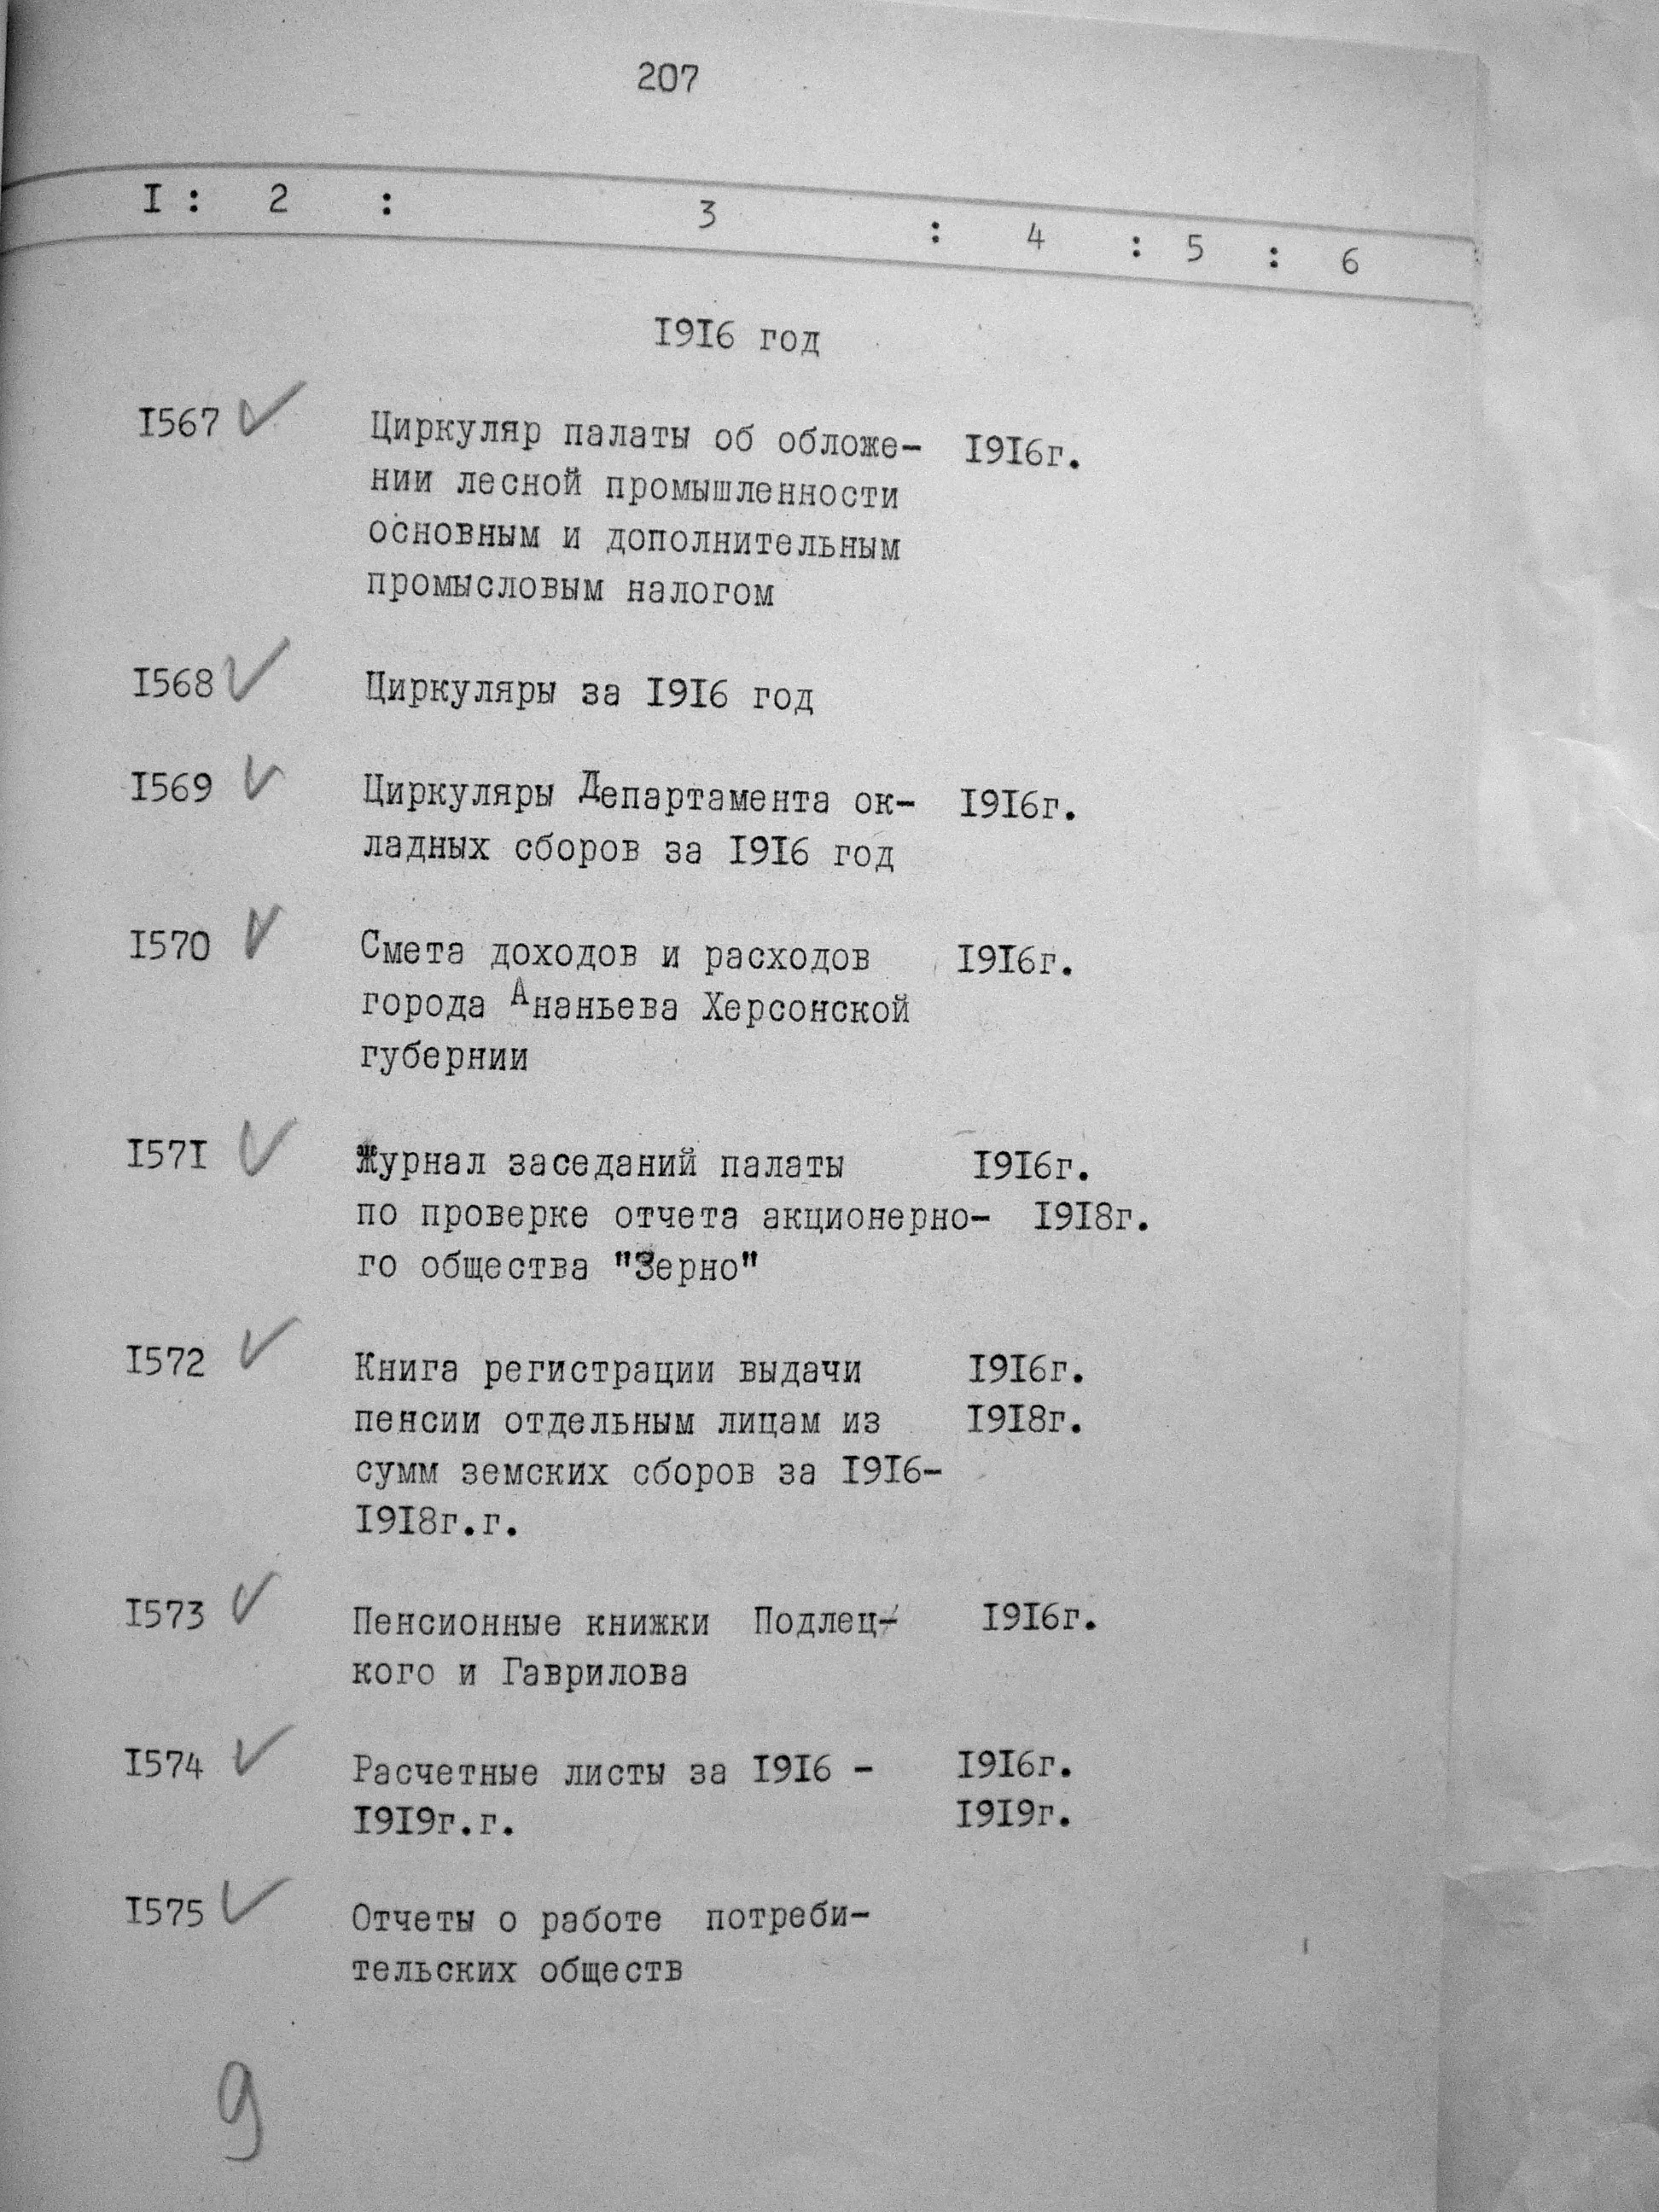 207
I : 2 : 3 : 4 : 5 : 6
I9I6 год
I567 ✓ Циркуляр палаты об обложе- I9I6г.
нии лесной промышленности
основным и дополнительным
промысловым налогом
I568 ✓ Циркуляры за I9I6 год
I569 ✓ Циркуляры Департамента ок- I9I6г.
ладных сборов за I9I6 год
I570 ✓ Смета доходов и расходов I9I6г.
города Ананьева Херсонской
губернии
I57I ✓ Журнал заседаний палаты I9I6г.
по проверке отчета акционерно- I9I8г.
го общества "Зерно"
I572 ✓ Книга регистрации выдачи I9I6г.
пенсии отдельным лицам из I9I8г.
сумм земских сборов за I9I6-
I9I8г.г.
I573 ✓ Пенсионные книжки Подлец- I9I6г.
кого и Гаврилова
I574 ✓ Расчетные листы за I9I6 - I9I6г.
I9I9г.г. I9I9г.
I575 ✓ Отчеты о работе потреби-
тельских обществ
9